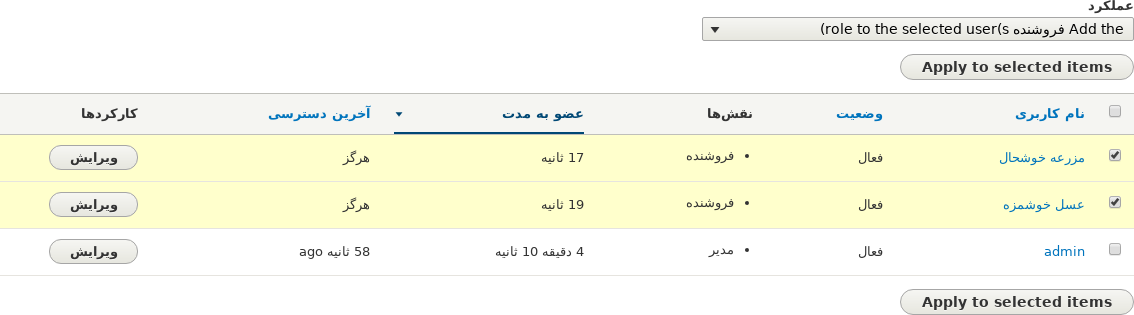 عملکرد
Add the فروشنده role to the selected user(s)
Apply to selected items
نام کاربری وضعیت نقش‌ها عضو به مدت آخرین دسترسی کارکردها
مزرعه خوشحال فعال • فروشنده 17 ثانیه هرگز ویرایش
عسل خوشمزه فعال • فروشنده 19 ثانیه هرگز ویرایش
admin فعال • مدیر 4 دقیقه 10 ثانیه 58 ثانیه ago ویرایش
Apply to selected items